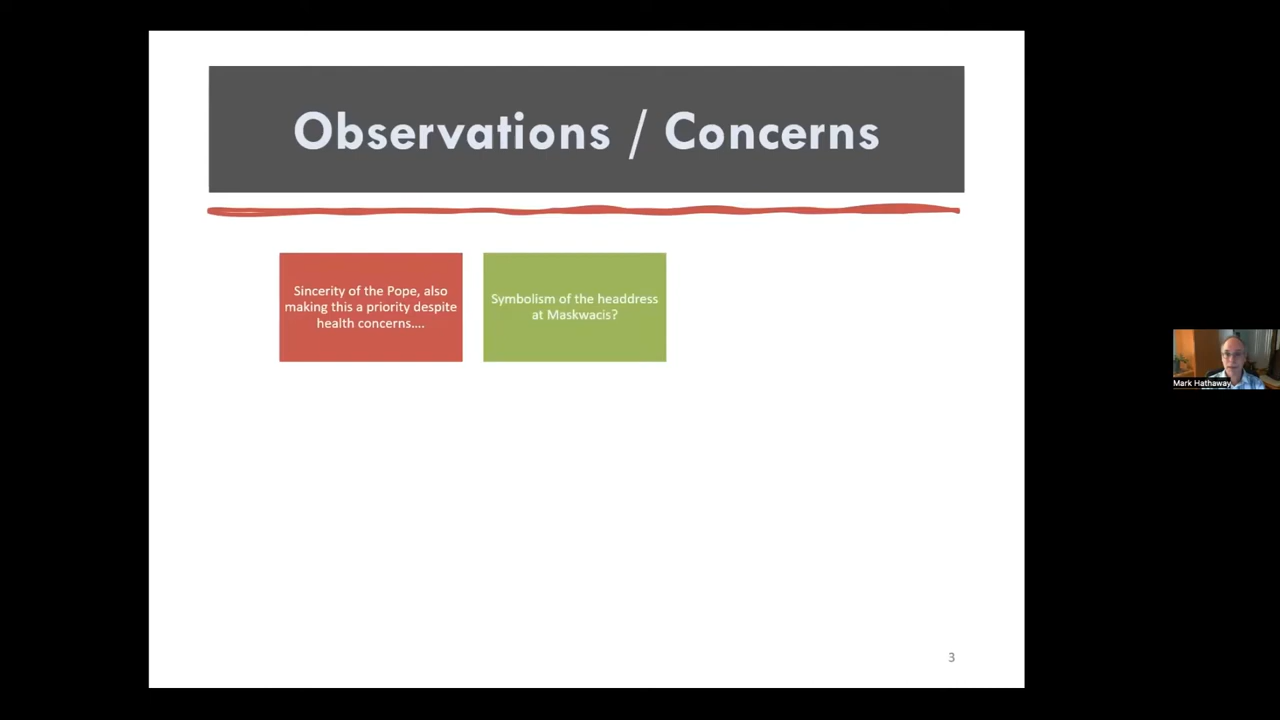 Observations / Concerns
Sincerity of the Pope, also
making this a priority despite
health concerns....
Symbolism of the headdress
at Maskwacis?
3
Mark Hathaway